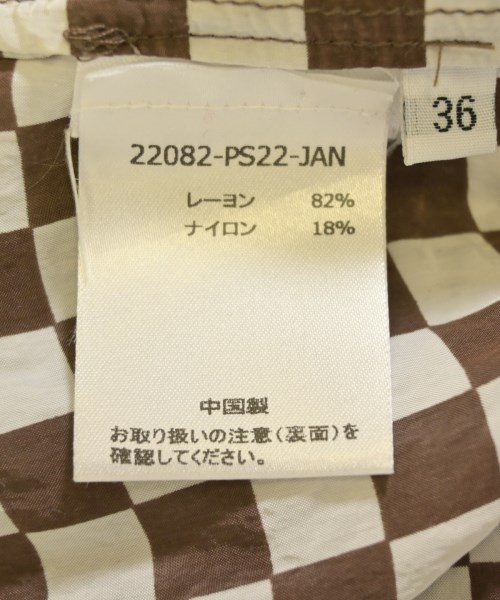 36
22082-PS22-JAN
レーヨン 82%
ナイロン 18%
中国製
お取り扱いの注意(裏面)を
確認してください。